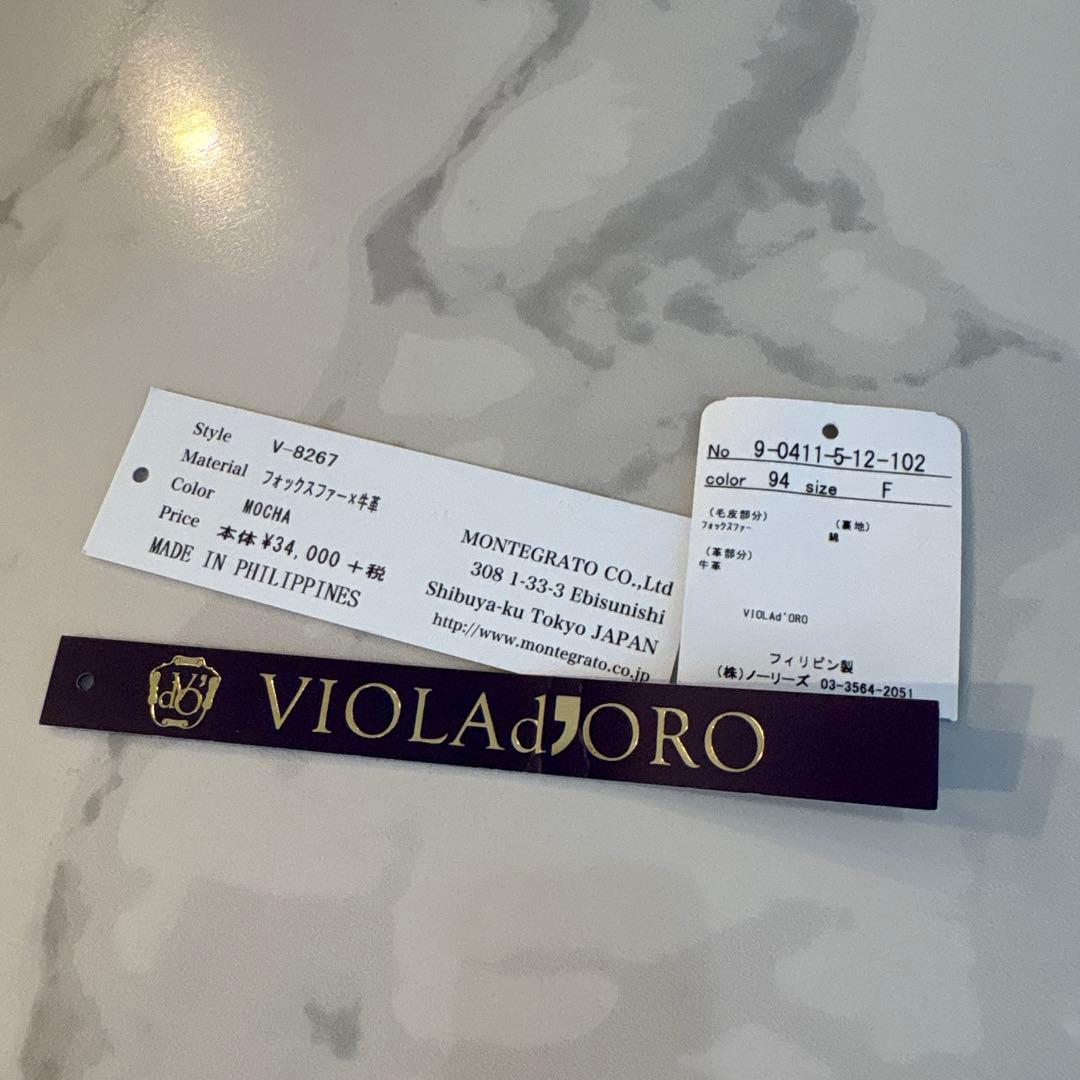 Style V-8267
Material フォックスファー×牛革
Color MOCHA
Price 本体¥34,000+税
MADE IN PHILIPPINES
MONTEGRATO CO.,Ltd
308 1-33-3 Ebisunishi
Shibuya-ku Tokyo JAPAN
http://www.montegrato.co.jp
No 9-0411-5-12-102
color 94 size F
(毛皮部分) (裏地)
フォックスファー 綿
(革部分)
牛革
VIOLAd'ORO
フィリピン製
(株)ノーリーズ 03-3564-2051
dVO'
VIOLAd'ORO